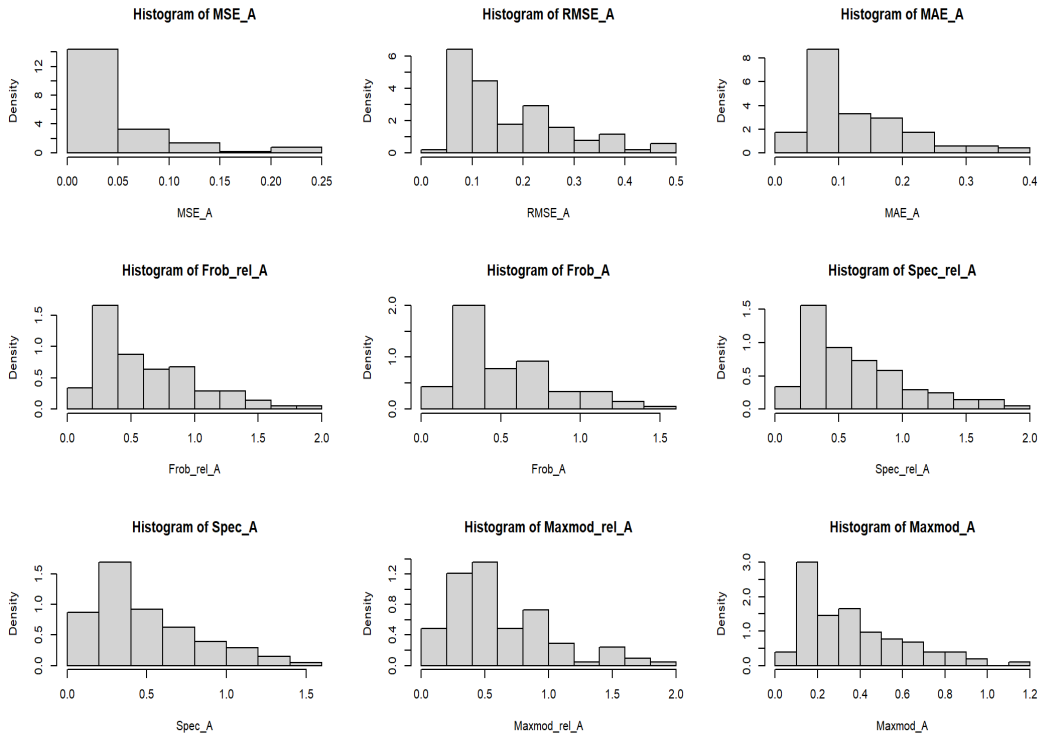 Histogram of MSE_A
Density
0 4 8 12
0.00 0.05 0.10 0.15 0.20 0.25
MSE_A
Histogram of RMSE_A
Density
0 2 4 6
0.0 0.1 0.2 0.3 0.4 0.5
RMSE_A
Histogram of MAE_A
Density
0 2 4 6 8
0.0 0.1 0.2 0.3 0.4
MAE_A
Histogram of Frob_rel_A
Density
0.0 0.5 1.0 1.5
0.0 0.5 1.0 1.5 2.0
Frob_rel_A
Histogram of Frob_A
Density
0.0 1.0 2.0
0.0 0.5 1.0 1.5
Frob_A
Histogram of Spec_rel_A
Density
0.0 0.5 1.0 1.5
0.0 0.5 1.0 1.5 2.0
Spec_rel_A
Histogram of Spec_A
Density
0.0 0.5 1.0 1.5
0.0 0.5 1.0 1.5
Spec_A
Histogram of Maxmod_rel_A
Density
0.0 0.4 0.8 1.2
0.0 0.5 1.0 1.5 2.0
Maxmod_rel_A
Histogram of Maxmod_A
Density
0.0 1.0 2.0 3.0
0.0 0.2 0.4 0.6 0.8 1.0 1.2
Maxmod_A